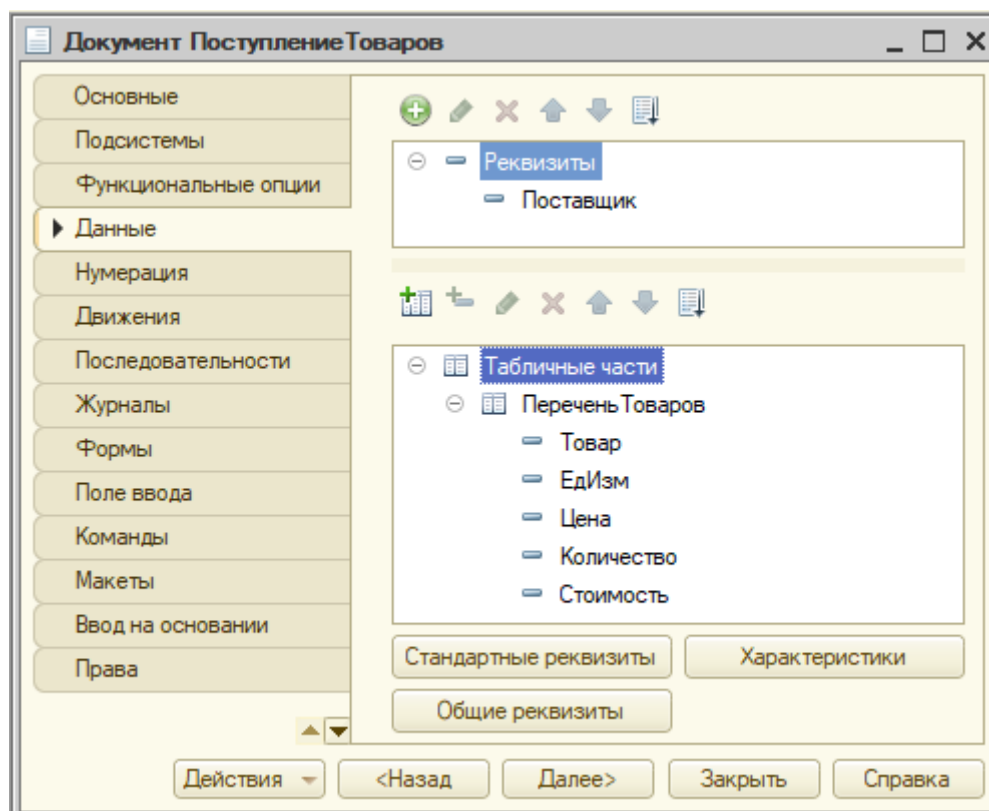 Документ ПоступлениеТоваров
Основные
Подсистемы
Функциональные опции
Данные
Нумерация
Движения
Последовательности
Журналы
Формы
Поле ввода
Команды
Макеты
Ввод на основании
Права
Реквизиты
Поставщик
Табличные части
ПереченьТоваров
Товар
ЕдИзм
Цена
Количество
Стоимость
Стандартные реквизиты
Характеристики
Общие реквизиты
Действия
<Назад
Далее>
Закрыть
Справка